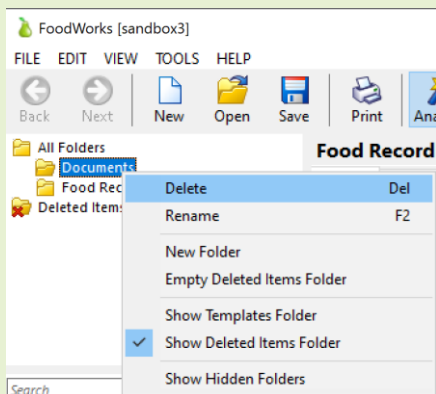 FoodWorks [sandbox3]
FILE EDIT VIEW TOOLS HELP
Back Next New Open Save Print
All Folders
Food Record
Documents
Food Rec
Deleted Items
Delete Del
Rename F2
New Folder
Empty Deleted Items Folder
Show Templates Folder
Show Deleted Items Folder
Show Hidden Folders
Search